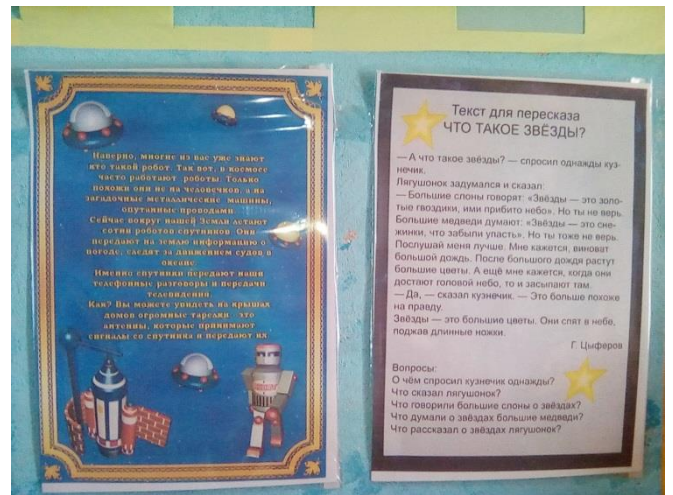 Наверно, многие из вас уже знают
кто такой робот. Так вот, в космосе
часто работают роботы. Только
похожи они не на человечков, а на
загадочные металлические машины,
опутанные проводами.
Сейчас вокруг нашей Земли летают
сотни роботов спутников. Они
передают на землю информацию о
погоде, следят за движением судов в
океане.
Именно спутники передают наши
телефонные разговоры и передачи
телевидения.
Как? Вы можете увидеть на крышах
домов огромные тарелки - это
антенны, которые принимают
сигналы со спутника и передают их
Текст для пересказа
ЧТО ТАКОЕ ЗВЁЗДЫ?
— А что такое звёзды? — спросил однажды куз-
нечик.
Лягушонок задумался и сказал:
— Большие слоны говорят: «Звёзды — это золо-
тые гвоздики, ими прибито небо». Но ты не верь.
Большие медведи думают: «Звёзды — это сне-
жинки, что забыли упасть». Но ты тоже не верь.
Послушай меня лучше. Мне кажется, виноват
большой дождь. После большого дождя растут
большие цветы. А ещё мне кажется, когда они
достают головой небо, то и засыпают там.
— Да, — сказал кузнечик. — Это больше похоже
на правду.
Звёзды — это большие цветы. Они спят в небе,
поджав длинные ножки.
Г. Цыферов
Вопросы:
О чём спросил кузнечик однажды?
Что сказал лягушонок?
Что говорили большие слоны о звёздах?
Что думали о звёздах большие медведи?
Что рассказал о звёздах лягушонок?